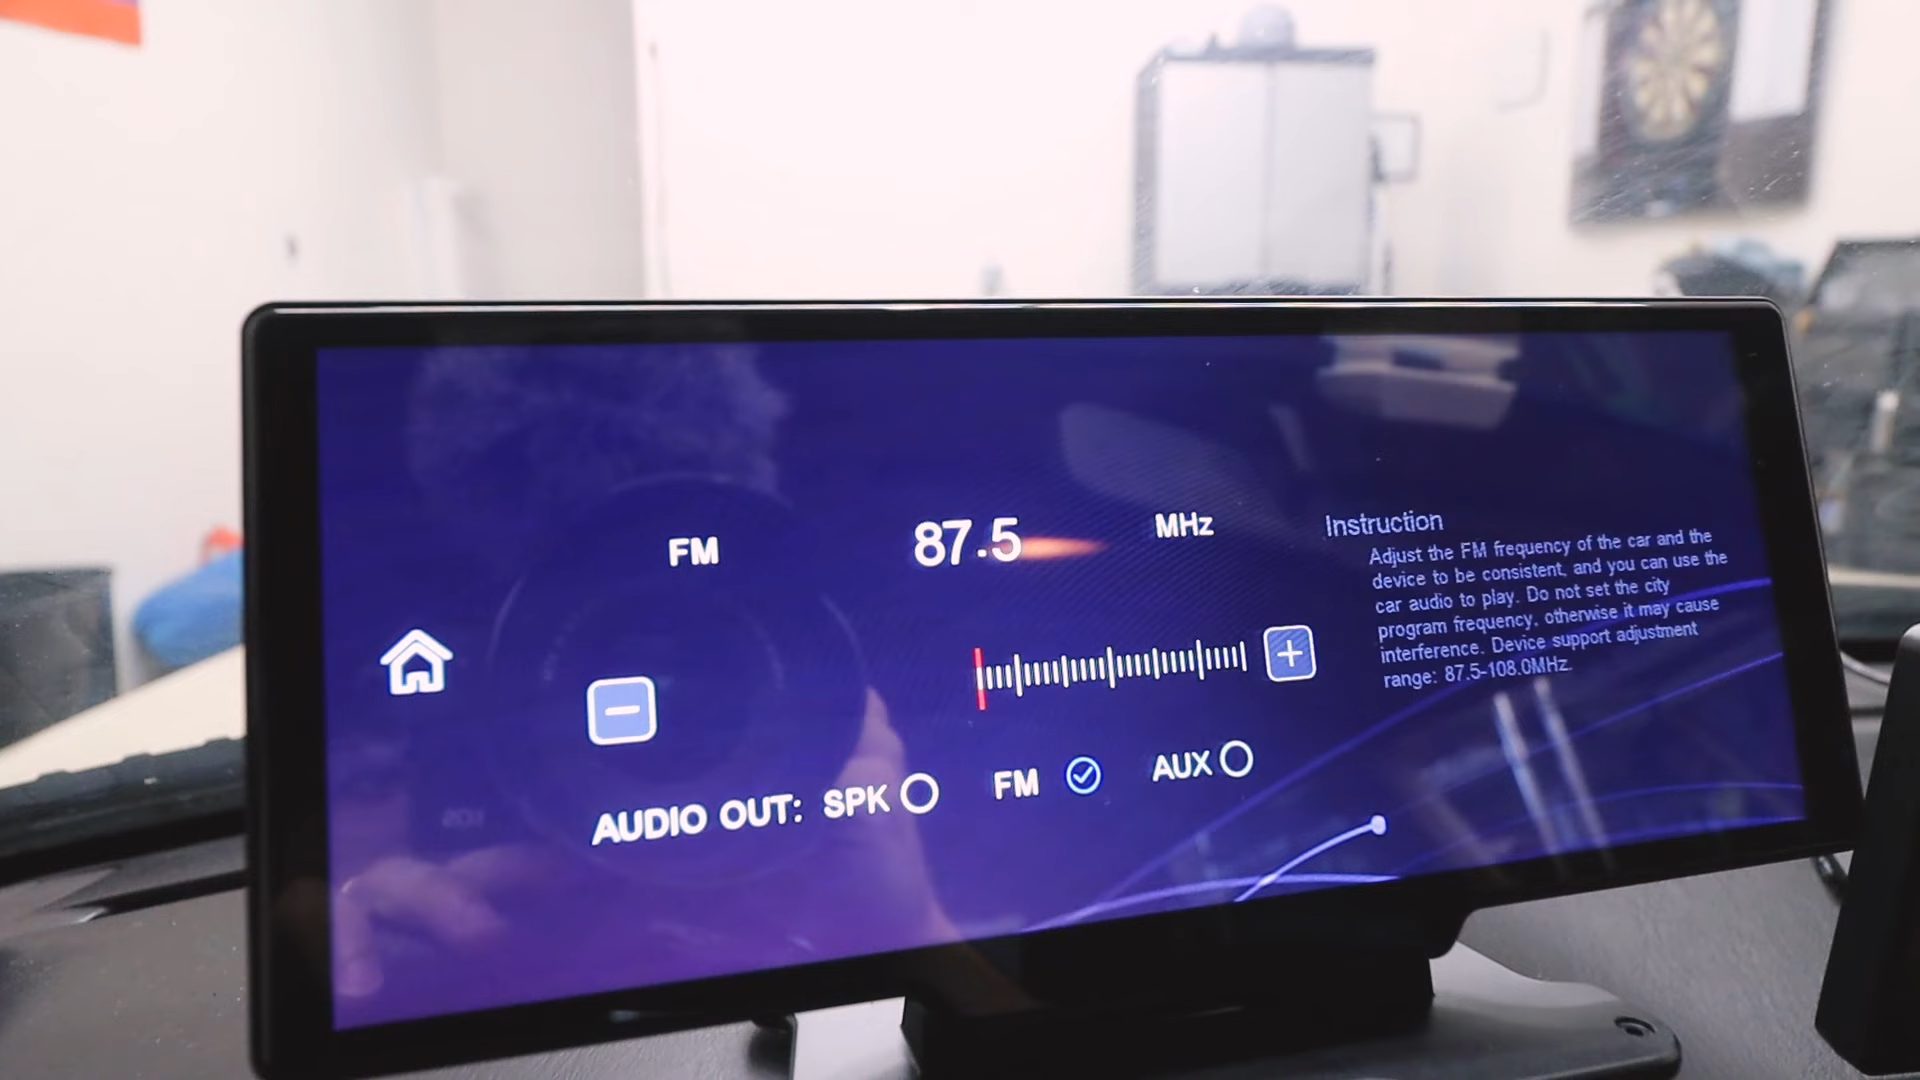 FM 87.5 MHz
Instruction
Adjust the FM frequency of the car and the
device to be consistent, and you can use the
car audio to play. Do not set the city
program frequency, otherwise it may cause
interference. Device support adjustment
range: 87.5-108.0MHz.
AUDIO OUT: SPK FM AUX